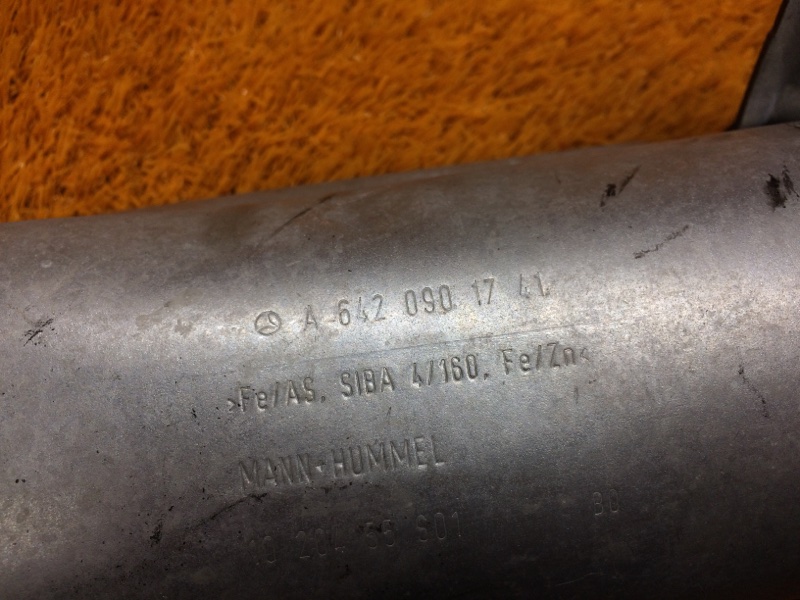 A 642 090 17 41
>Fe/AS. SIBA 4/160. Fe/Zn<
MANN+HUMMEL